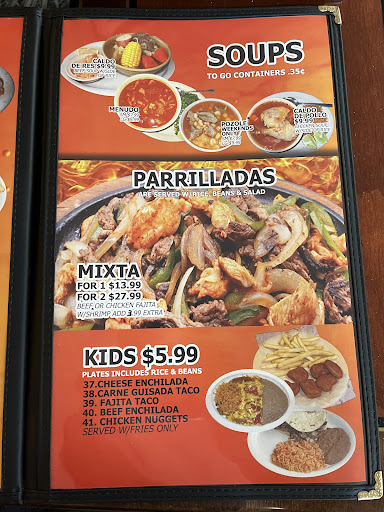 SOUPS
TO GO CONTAINERS .35¢
CALDO
DE RES $9.99
MENUDO
POZOLE
WEEKENDS
ONLY
CALDO
DE POLLO
$9.99
PARRILLADAS
ARE SERVED W/RICE, BEANS & SALAD
MIXTA
FOR 1 $13.99
FOR 2 $27.99
BEEF OR CHICKEN FAJITA
W/SHRIMP ADD 3.99 EXTRA
KIDS $5.99
PLATES INCLUDES RICE & BEANS
37.CHEESE ENCHILADA
38.CARNE GUISADA TACO
39. FAJITA TACO
40. BEEF ENCHILADA
41. CHICKEN NUGGETS
SERVED W/FRIES ONLY